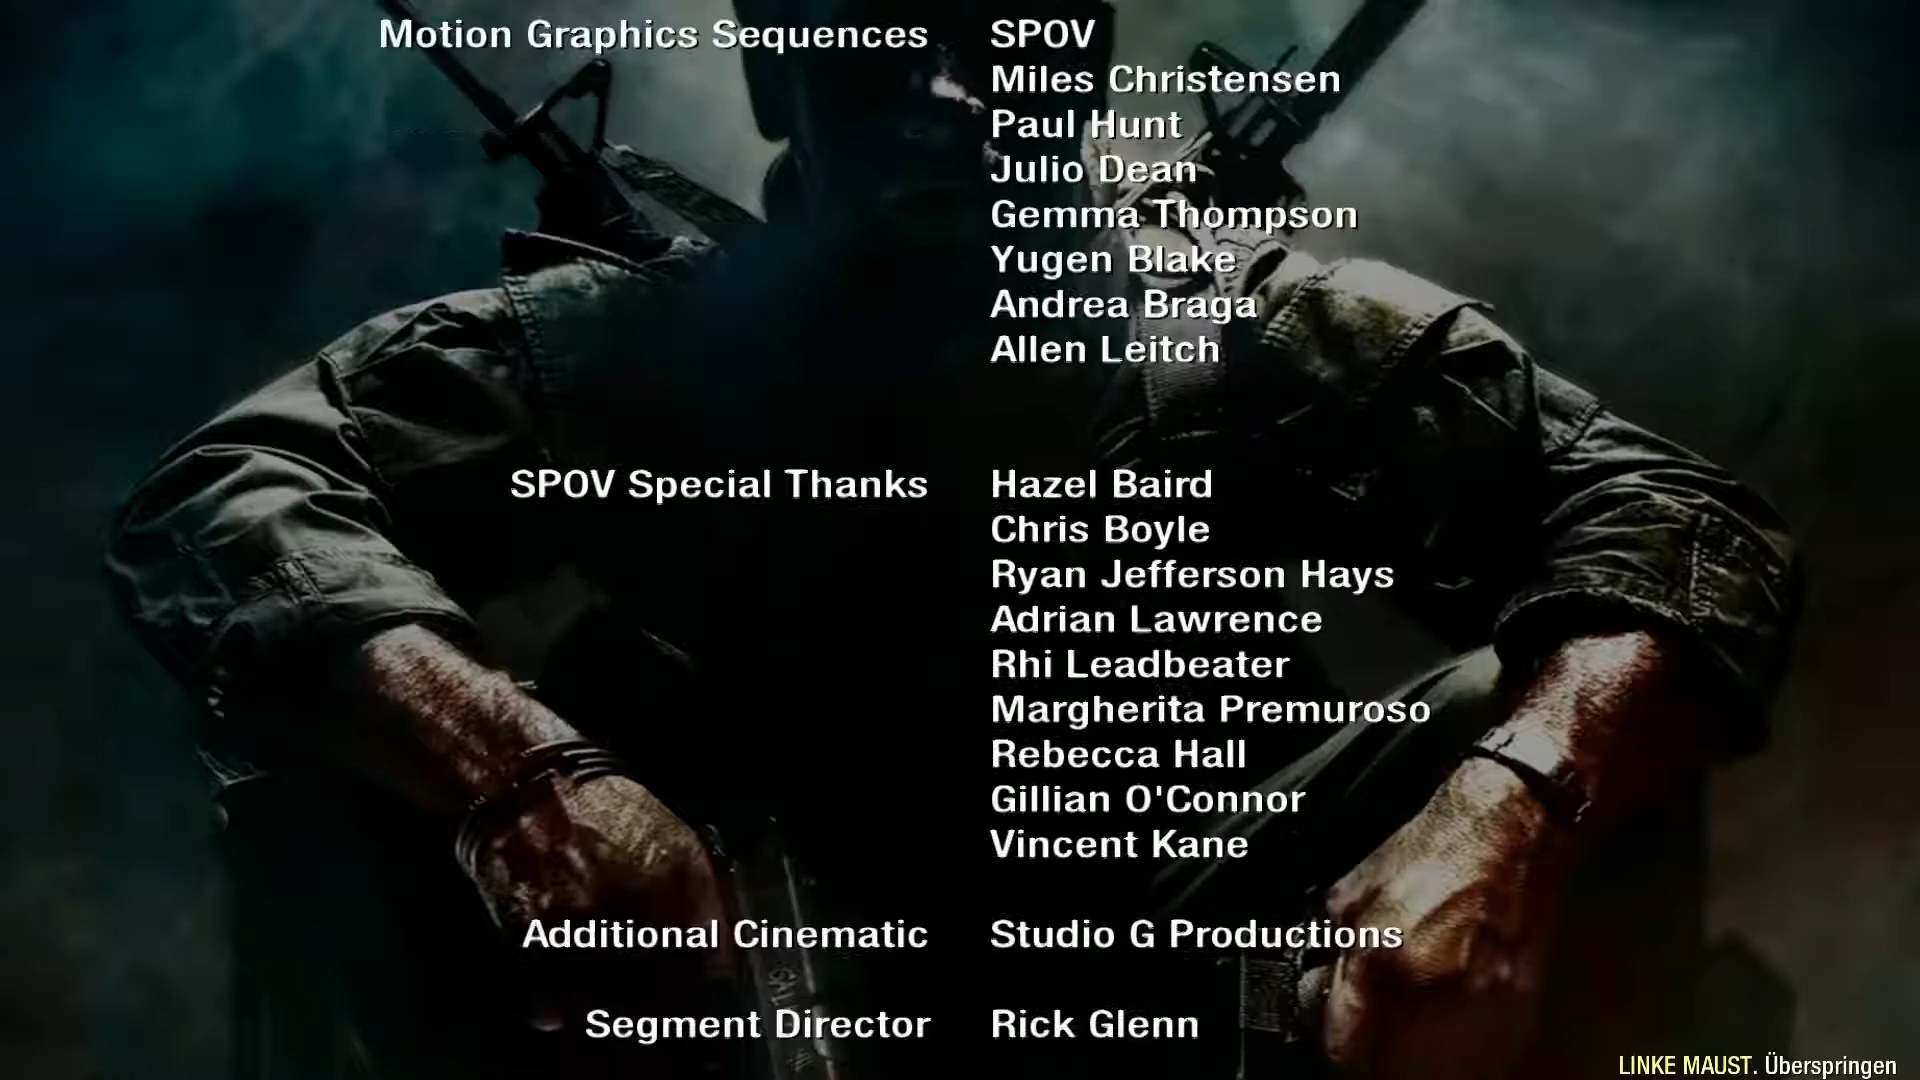 Motion Graphics Sequences SPOV
Miles Christensen
Paul Hunt
Julio Dean
Gemma Thompson
Yugen Blake
Andrea Braga
Allen Leitch
SPOV Special Thanks Hazel Baird
Chris Boyle
Ryan Jefferson Hays
Adrian Lawrence
Rhi Leadbeater
Margherita Premuroso
Rebecca Hall
Gillian O'Connor
Vincent Kane
Additional Cinematic Studio G Productions
Segment Director Rick Glenn
LINKE MAUST. Überspringen